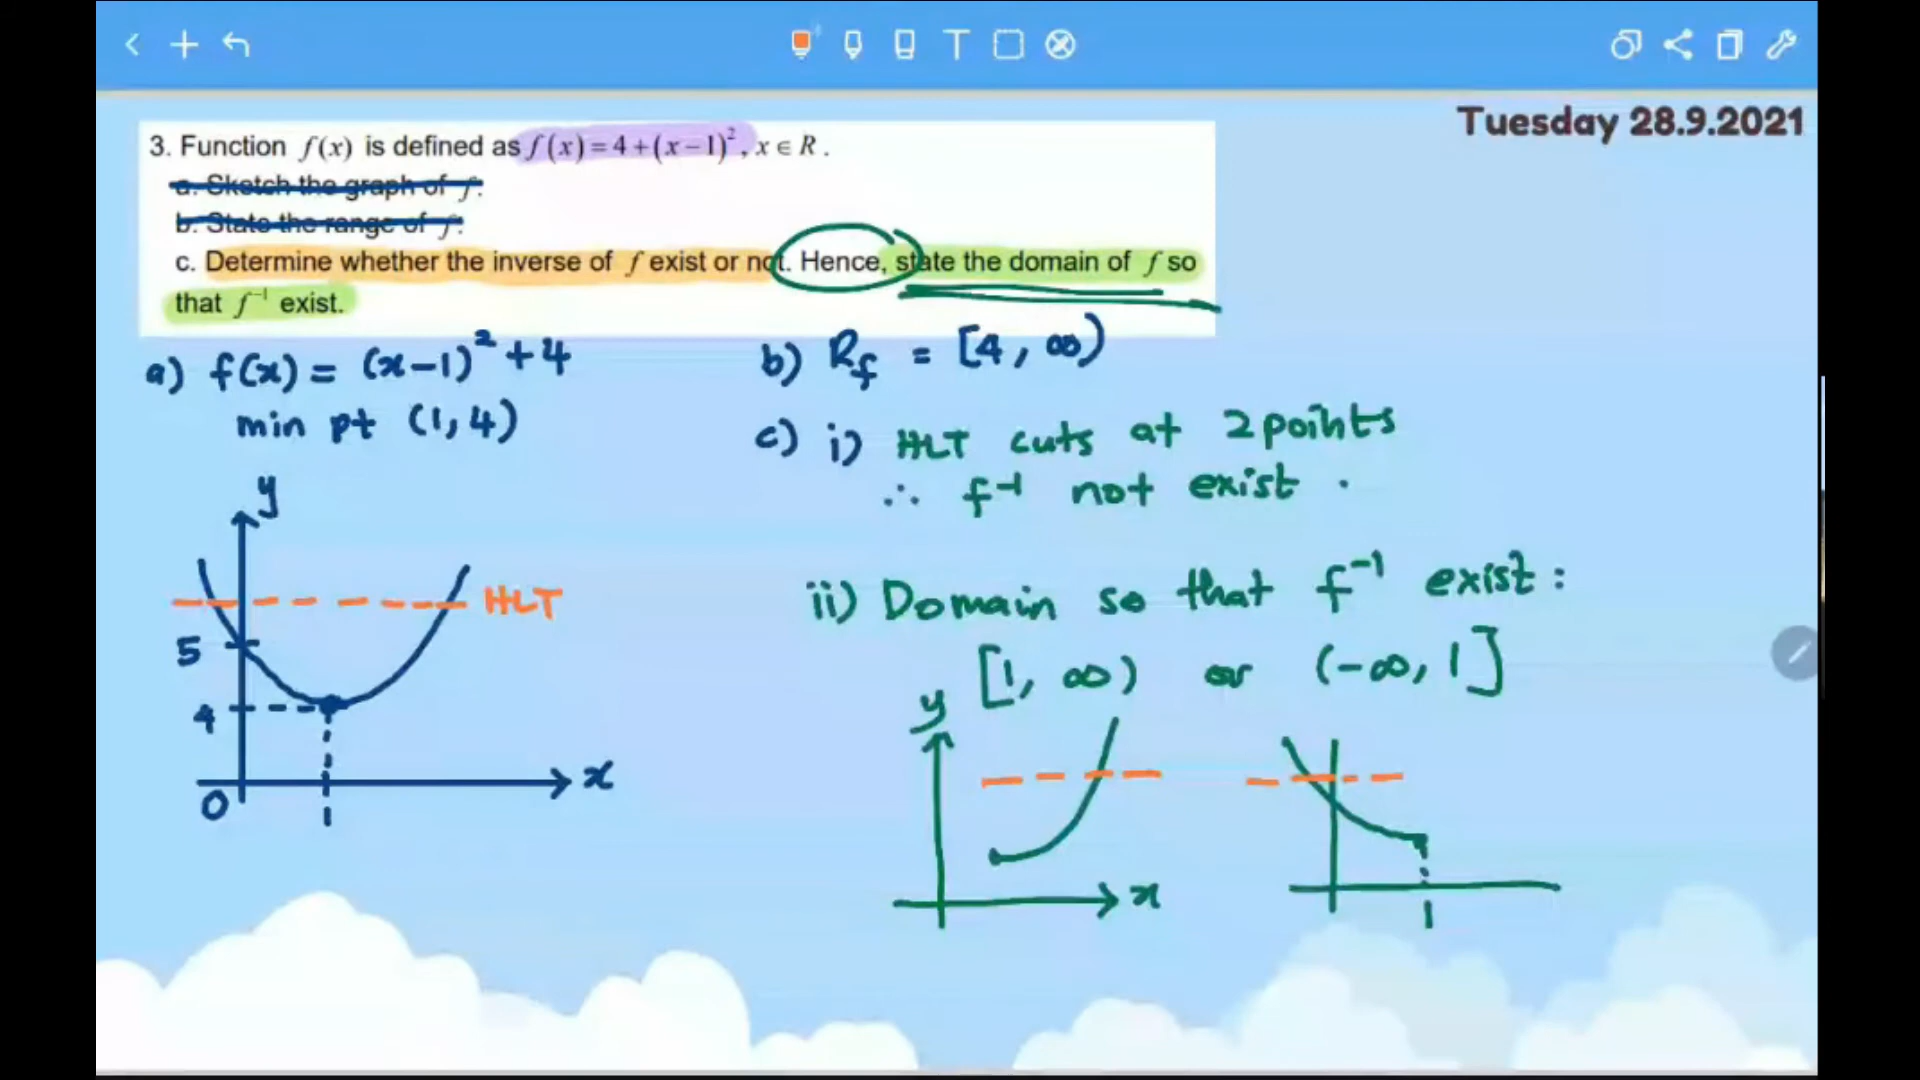 Tuesday 28.9.2021
3. Function f(x) is defined as f(x) = 4 + (x − 1)², x ∈ R.
a. Sketch the graph of f.
b. State the range of f.
c. Determine whether the inverse of f exist or not. Hence, state the domain of f so
that f⁻¹ exist.
a) f(x) = (x−1)² + 4
min pt (1, 4)
y
HLT
5
4
0
1
x
b) Rf = [4, ∞)
c) i) HLT cuts at 2 points
∴ f⁻¹ not exist.
ii) Domain so that f⁻¹ exist:
[1, ∞) or (−∞, 1]
y
x
1